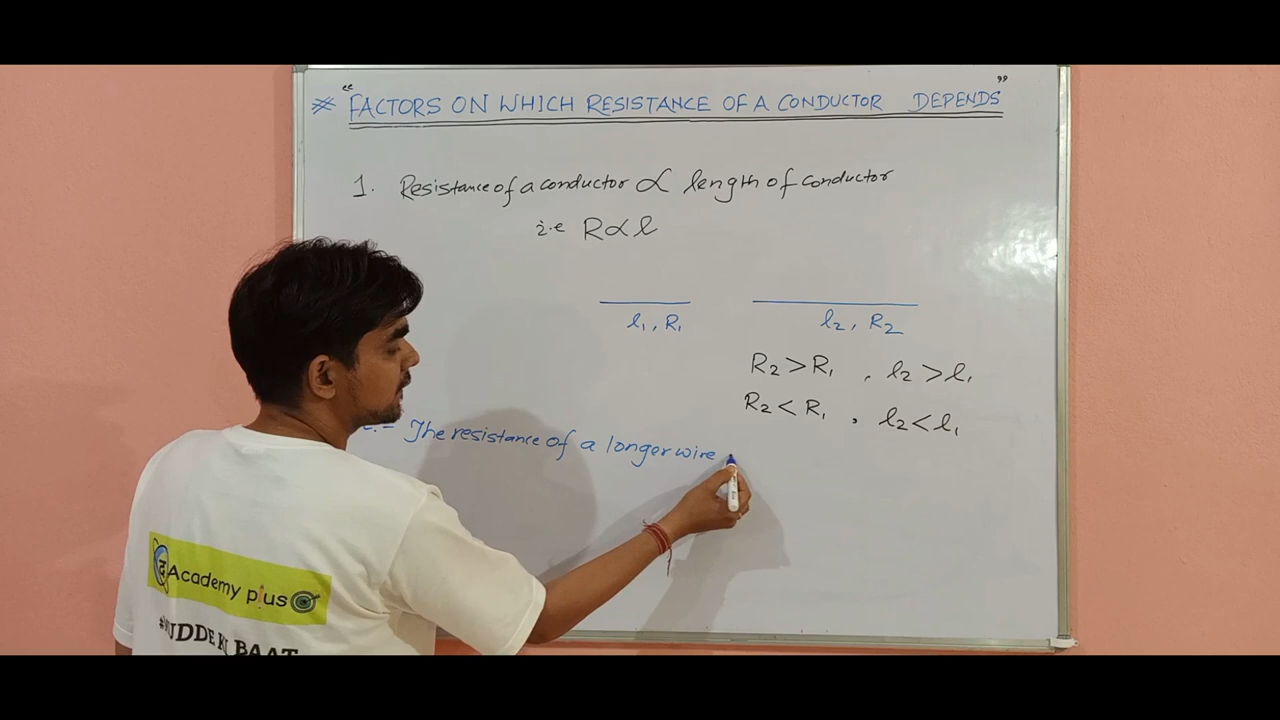 # “FACTORS ON WHICH RESISTANCE OF A CONDUCTOR DEPENDS”
1. Resistance of a conductor ∝ length of conductor
i.e R ∝ l
l₁, R₁
l₂, R₂
R₂ > R₁ , l₂ > l₁
R₂ < R₁ , l₂ < l₁
The resistance of a longer wire
Academy plus
BAAT